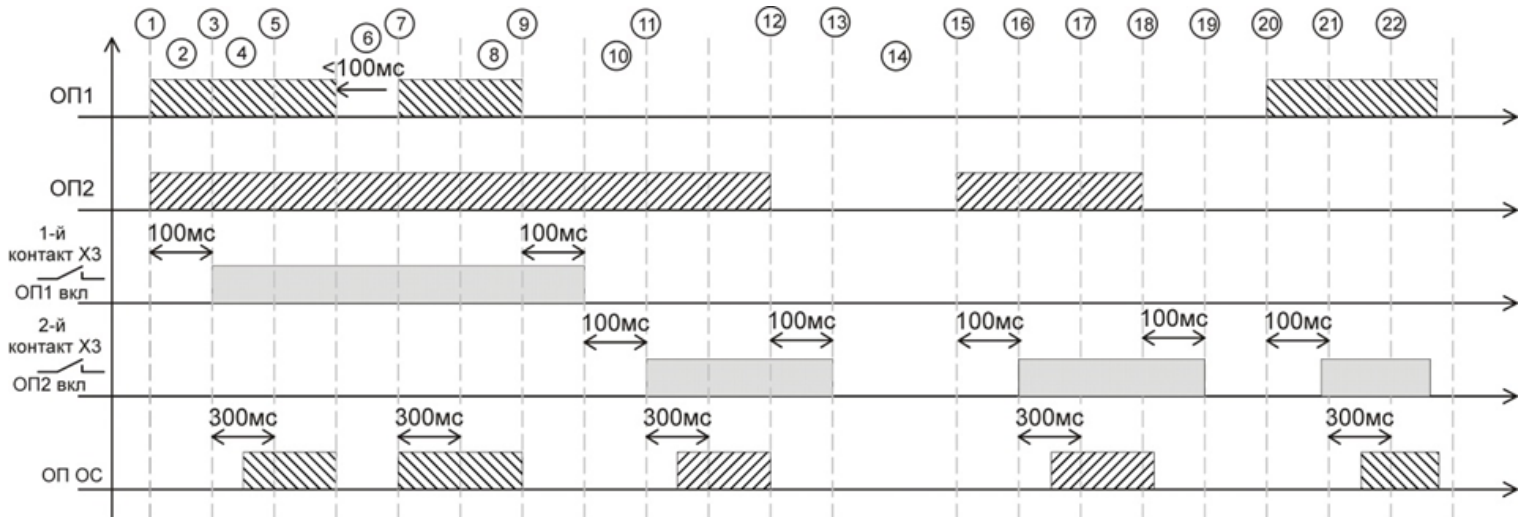 1 3 5 7 9 11 12 13 15 16 17 18 19 20 21 22
2 4 6 8 10 14
<100мс
ОП1
ОП2
1-й
контакт X3
ОП1 вкл
100мс 100мс
2-й
контакт X3
ОП2 вкл
100мс 100мс 100мс 100мс 100мс
300мс 300мс 300мс 300мс 300мс
ОП ОС